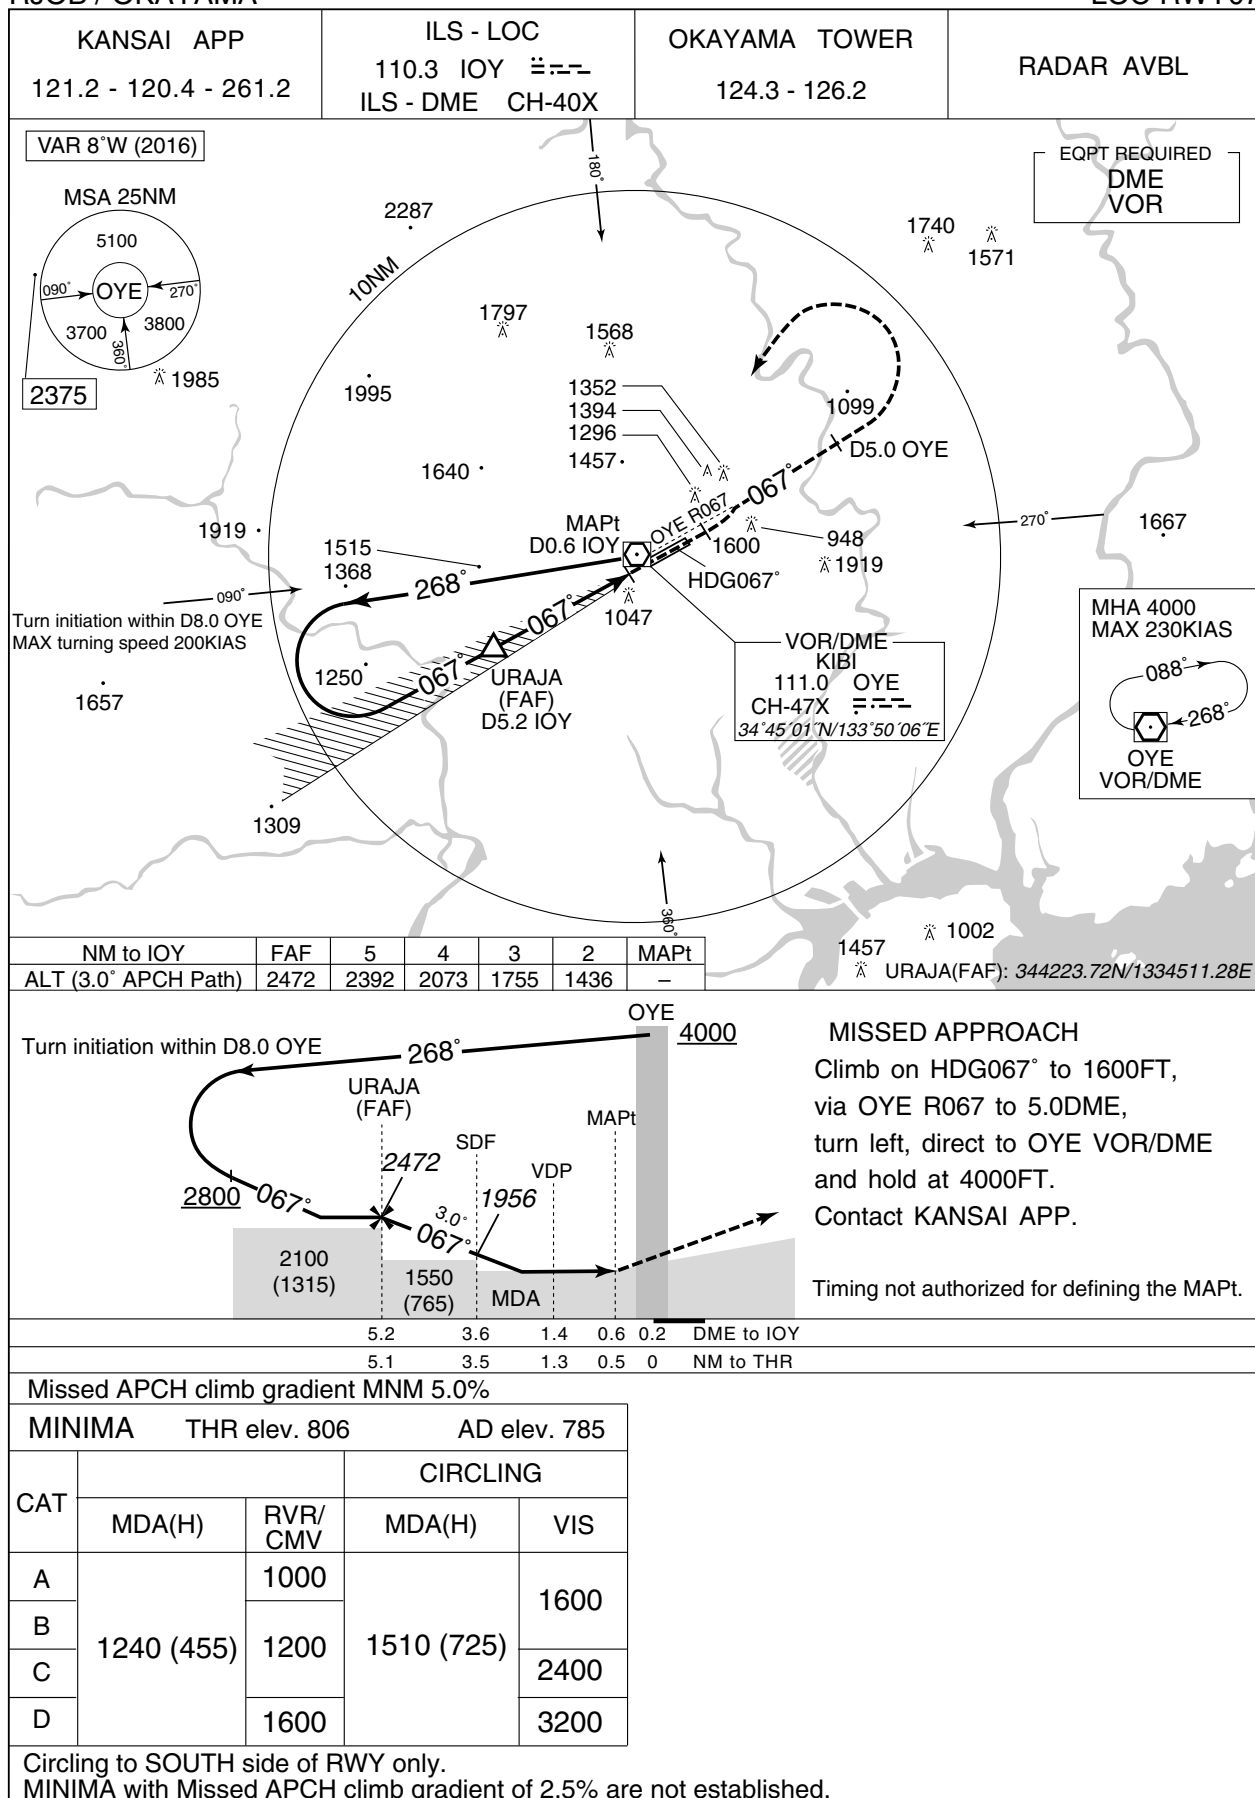 KANSAI APP
121.2 - 120.4 - 261.2
ILS - LOC
110.3 IOY
ILS - DME CH-40X
OKAYAMA TOWER
124.3 - 126.2
RADAR AVBL
VAR 8°W (2016)
EQPT REQUIRED
DME
VOR
MSA 25NM
5100
090°
OYE
270°
3700
3800
360°
2375
1985
180°
2287
10NM
1740
1571
1797
1568
1995
1352
1394
1296
1099
D5.0 OYE
1640
1457
067°
OYE R067
1919
MAPt
D0.6 IOY
1600
948
1919
270°
1667
1515
1368
268°
HDG067°
090°
067°
1047
Turn initiation within D8.0 OYE
MAX turning speed 200KIAS
1250
067°
URAJA
(FAF)
D5.2 IOY
1657
VOR/DME
KIBI
111.0 OYE
CH-47X
34°45´01˝N/133°50´06˝E
MHA 4000
MAX 230KIAS
088°
268°
OYE
VOR/DME
1309
360°
1002
1457
URAJA(FAF): 344223.72N/1334511.28E
NM to IOY FAF 5 4 3 2 MAPt
ALT (3.0° APCH Path) 2472 2392 2073 1755 1436 –
OYE
4000
Turn initiation within D8.0 OYE
268°
URAJA
(FAF)
MAPt
SDF
2472
VDP
2800
067°
1956
3.0°
067°
2100
(1315)
1550
(765)
MDA
MISSED APPROACH
Climb on HDG067° to 1600FT,
via OYE R067 to 5.0DME,
turn left, direct to OYE VOR/DME
and hold at 4000FT.
Contact KANSAI APP.
Timing not authorized for defining the MAPt.
5.2 3.6 1.4 0.6 0.2 DME to IOY
5.1 3.5 1.3 0.5 0 NM to THR
Missed APCH climb gradient MNM 5.0%
MINIMA THR elev. 806 AD elev. 785
CAT
CIRCLING
MDA(H) RVR/CMV MDA(H) VIS
A 1000
1600
B
1240 (455) 1200 1510 (725)
C 2400
D 1600 3200
Circling to SOUTH side of RWY only.
MINIMA with Missed APCH climb gradient of 2.5% are not established.